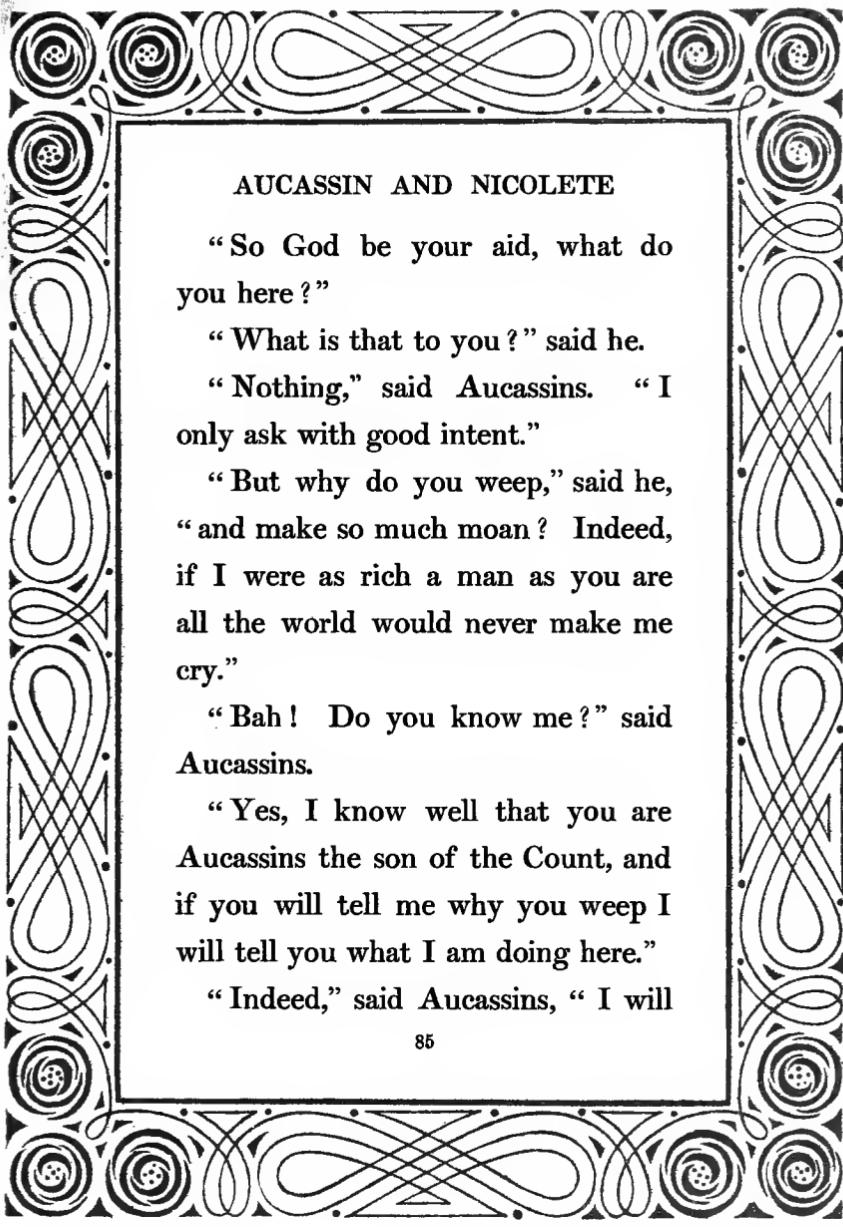 AUCASSIN AND NICOLETE
“So God be your aid, what do
you here?”
“What is that to you?” said he.
“Nothing,” said Aucassins. “I
only ask with good intent.”
“But why do you weep,” said he,
“and make so much moan? Indeed,
if I were as rich a man as you are
all the world would never make me
cry.”
“Bah! Do you know me?” said
Aucassins.
“Yes, I know well that you are
Aucassins the son of the Count, and
if you will tell me why you weep I
will tell you what I am doing here.”
“Indeed,” said Aucassins, “I will
85